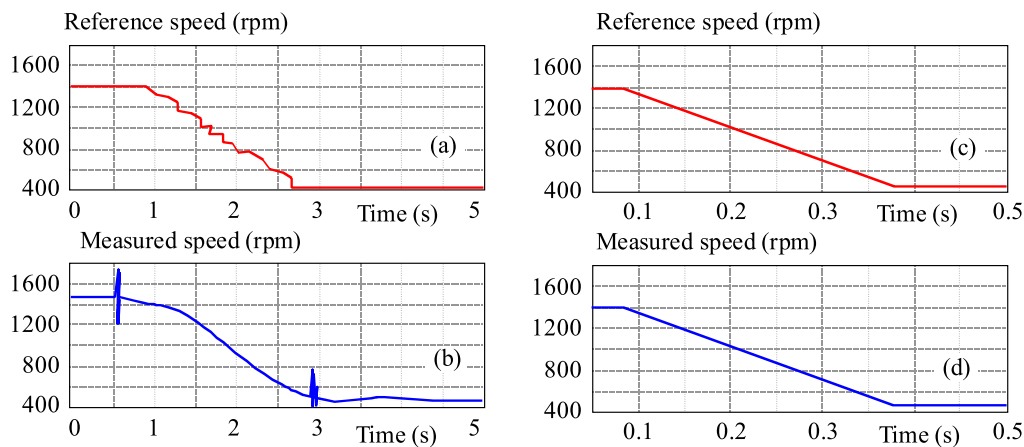 Reference speed (rpm)
1600
1200
800
400
(a)
0 1 2 3 Time (s) 5
Measured speed (rpm)
1600
1200
800
400
(b)
0 1 2 3 Time (s) 5
Reference speed (rpm)
1600
1200
800
400
(c)
0.1 0.2 0.3 Time (s) 0.5
Measured speed (rpm)
1600
1200
800
400
(d)
0.1 0.2 0.3 Time (s) 0.5